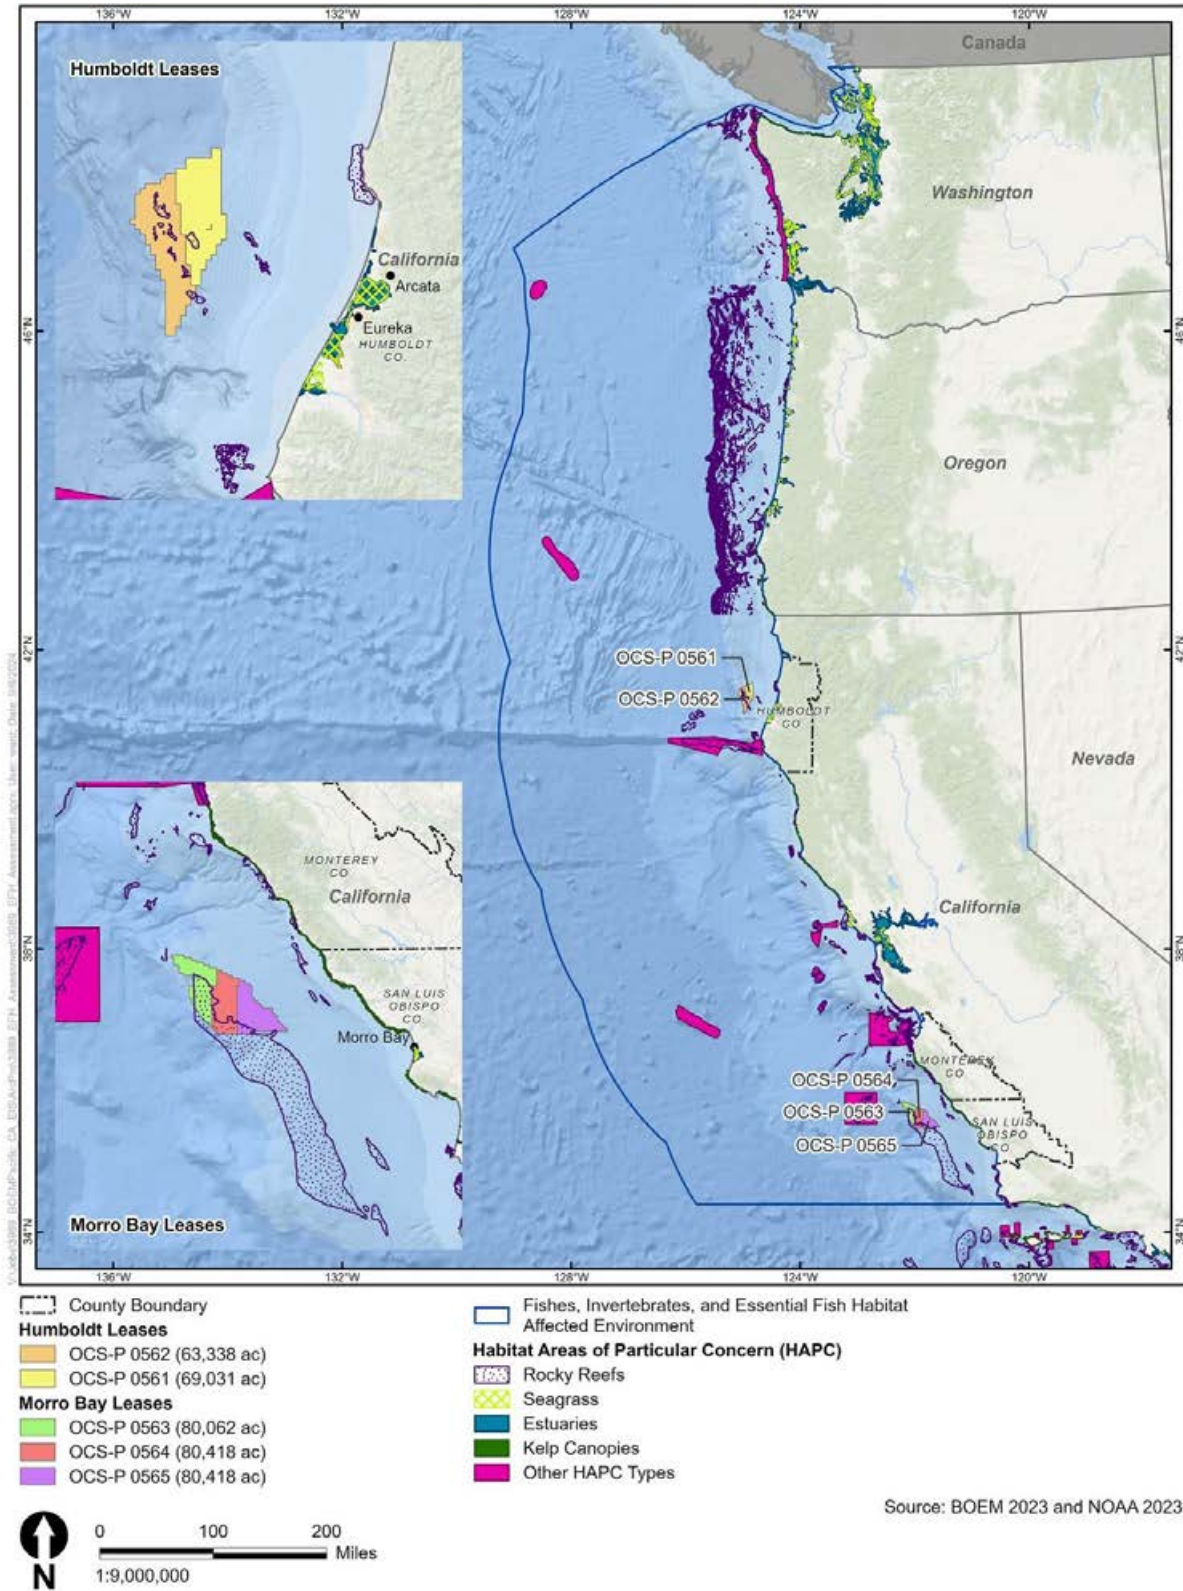 136°W 132°W 128°W 124°W 120°W
Canada
Humboldt Leases
Washington
California
Arcata
46°N
Eureka
46°N
HUMBOLDT
CO.
Oregon
42°N
42°N
OCS-P 0561
OCS-P 0562
HUMBOLDT
CO
Nevada
MONTEREY
CO
California
California
38°N
38°N
SAN LUIS
OBISPO
CO
Morro Bay
MONTEREY
CO
OCS-P 0564
OCS-P 0563
SAN LUIS
OBISPO
CO
OCS-P 0565
Morro Bay Leases
34°N
34°N
136°W 132°W 128°W 124°W 120°W
County Boundary
Humboldt Leases
OCS-P 0562 (63,338 ac)
OCS-P 0561 (69,031 ac)
Morro Bay Leases
OCS-P 0563 (80,062 ac)
OCS-P 0564 (80,418 ac)
OCS-P 0565 (80,418 ac)
Fishes, Invertebrates, and Essential Fish Habitat
Affected Environment
Habitat Areas of Particular Concern (HAPC)
Rocky Reefs
Seagrass
Estuaries
Kelp Canopies
Other HAPC Types
Source: BOEM 2023 and NOAA 2023
N
0 100 200
Miles
1:9,000,000